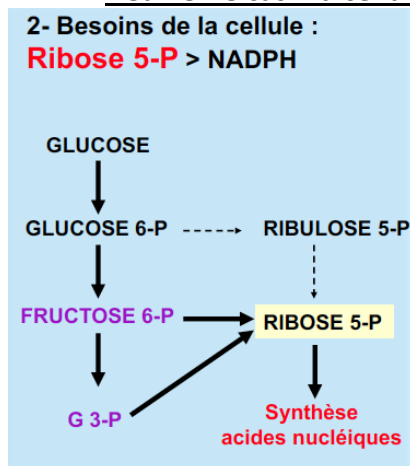 2- Besoins de la cellule :
Ribose 5-P > NADPH
GLUCOSE
GLUCOSE 6-P
RIBULOSE 5-P
FRUCTOSE 6-P
RIBOSE 5-P
G 3-P
Synthèse
acides nucléiques